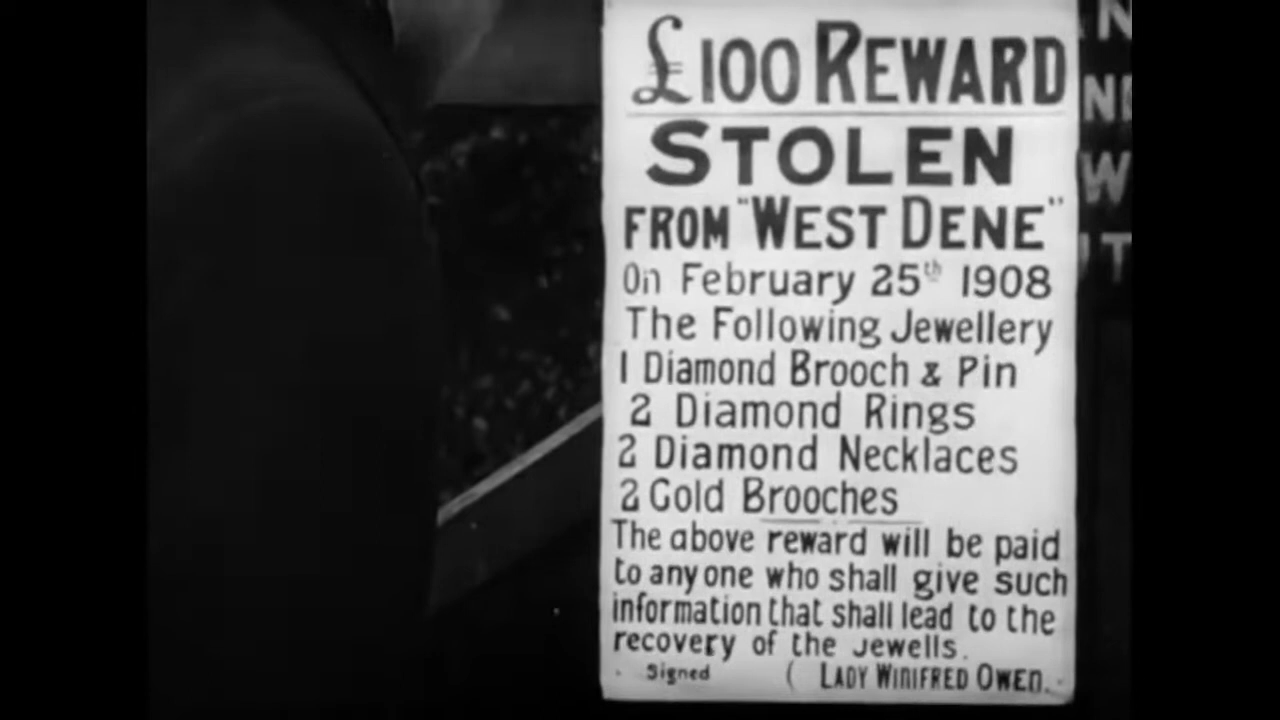 £100 REWARD
STOLEN
FROM "WEST DENE"
On February 25th 1908
The Following Jewellery
1 Diamond Brooch & Pin
2 Diamond Rings
2 Diamond Necklaces
2 Gold Brooches
The above reward will be paid
to any one who shall give such
information that shall lead to the
recovery of the Jewells.
Signed ( LADY WINIFRED OWEN.